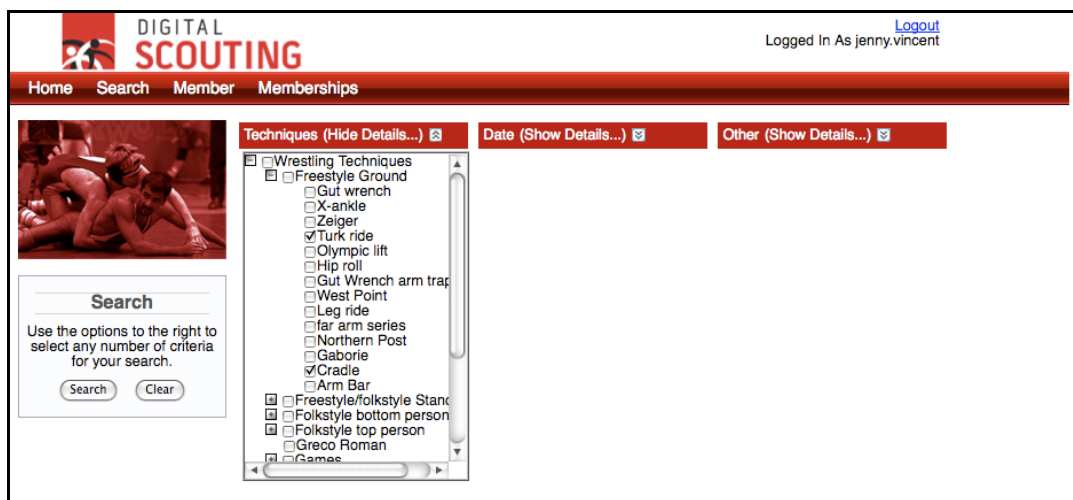 DIGITAL
SCOUTING
Logout
Logged In As jenny.vincent
Home Search Member Memberships
Techniques (Hide Details...)
Date (Show Details...)
Other (Show Details...)
Wrestling Techniques
Freestyle Ground
Gut wrench
X-ankle
Zeiger
Turk ride
Olympic lift
Hip roll
Gut Wrench arm trap
West Point
Leg ride
far arm series
Northern Post
Gaborie
Cradle
Arm Bar
Freestyle/folkstyle Stand
Folkstyle bottom person
Folkstyle top person
Greco Roman
Games
Search
Use the options to the right to
select any number of criteria
for your search.
Search Clear